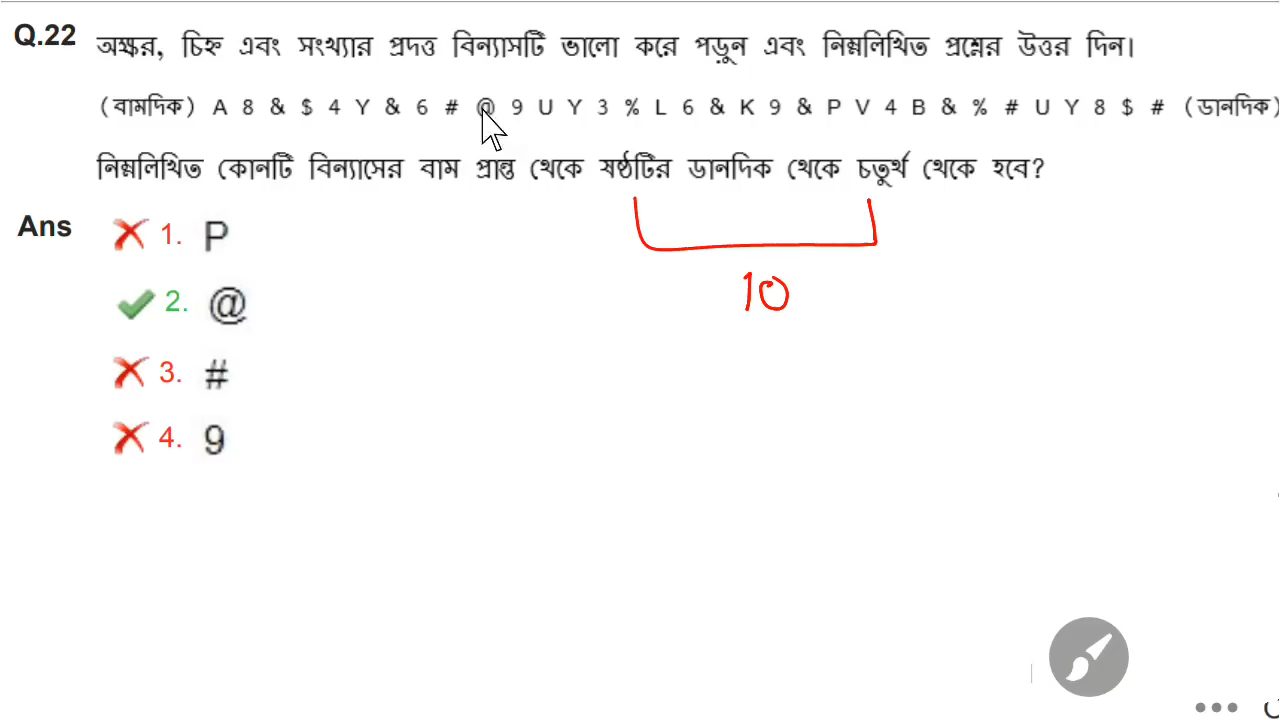 Q.22 অক্ষর, চিহ্ন এবং সংখ্যার প্রদত্ত বিন্যাসটি ভালো করে পড়ুন এবং নিম্নলিখিত প্রশ্নের উত্তর দিন।
(বামদিক) A 8 & $ 4 Y & 6 # @ 9 U Y 3 % L 6 & K 9 & P V 4 B & % # U Y 8 $ # (ডানদিক)
নিম্নলিখিত কোনটি বিন্যাসের বাম প্রান্ত থেকে ষষ্ঠটির ডানদিক থেকে চতুর্থ থেকে হবে?
Ans 1. P
10
2. @
3. #
4. 9